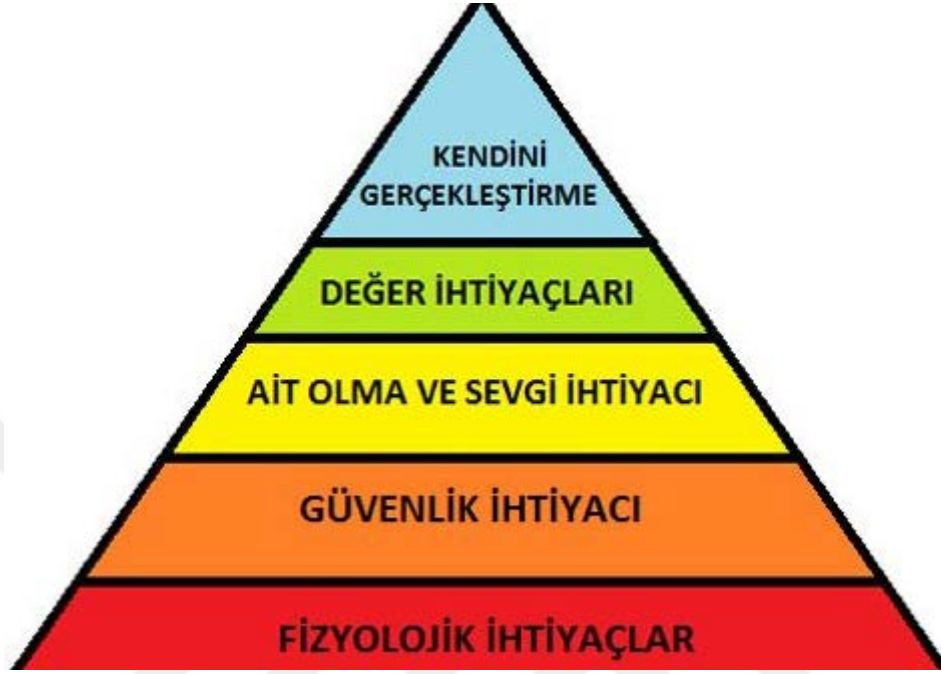 KENDİNİ
GERÇEKLEŞTİRME
DEĞER İHTİYAÇLARI
AİT OLMA VE SEVGİ İHTİYACI
GÜVENLİK İHTİYACI
FİZYOLOJİK İHTİYAÇLAR